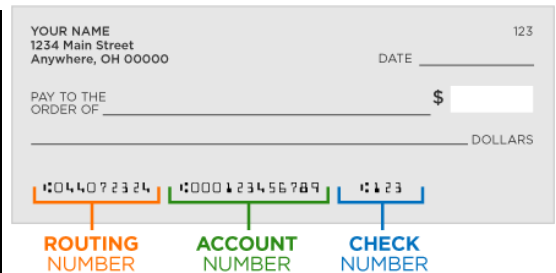 YOUR NAME 123
1234 Main Street
Anywhere, OH 00000 DATE
PAY TO THE
ORDER OF $
DOLLARS
⑆044072324⑆ ⑆000123456789⑆ ⑆123
ROUTING NUMBER ACCOUNT NUMBER CHECK NUMBER